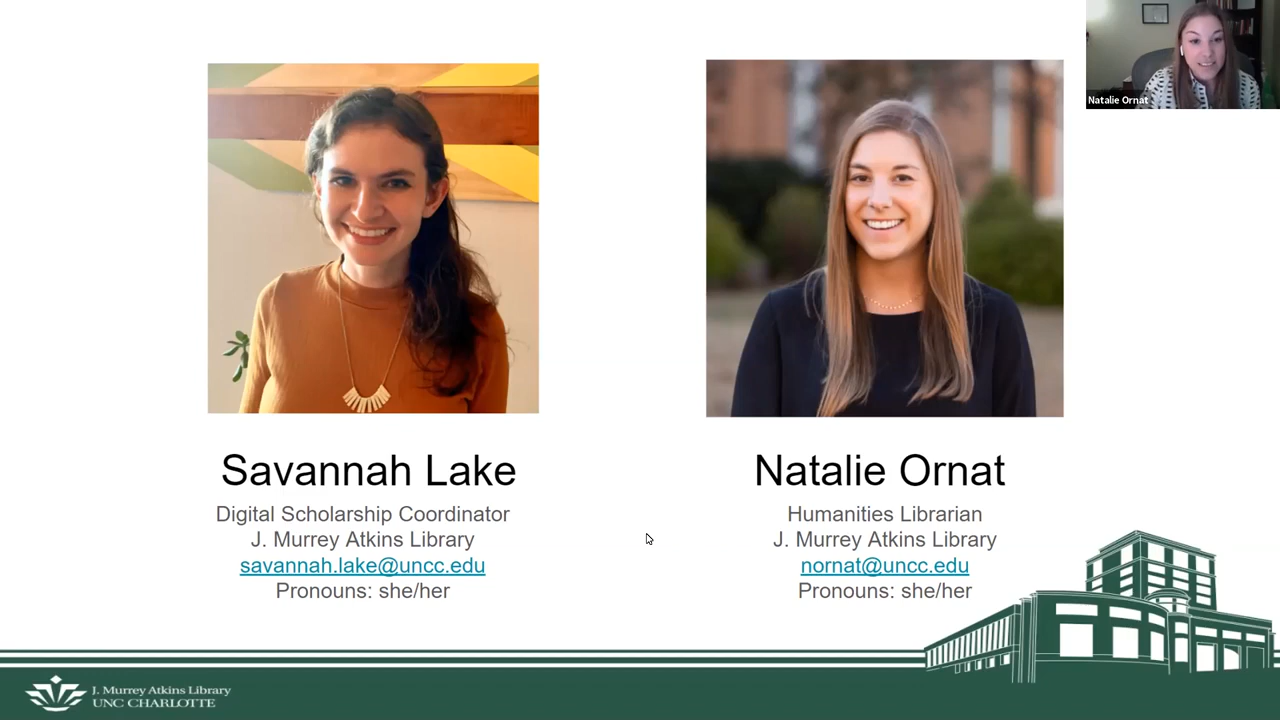 Natalie Ornat
Savannah Lake
Digital Scholarship Coordinator
J. Murrey Atkins Library
savannah.lake@uncc.edu
Pronouns: she/her
Natalie Ornat
Humanities Librarian
J. Murrey Atkins Library
nornat@uncc.edu
Pronouns: she/her
J. Murrey Atkins Library
UNC CHARLOTTE